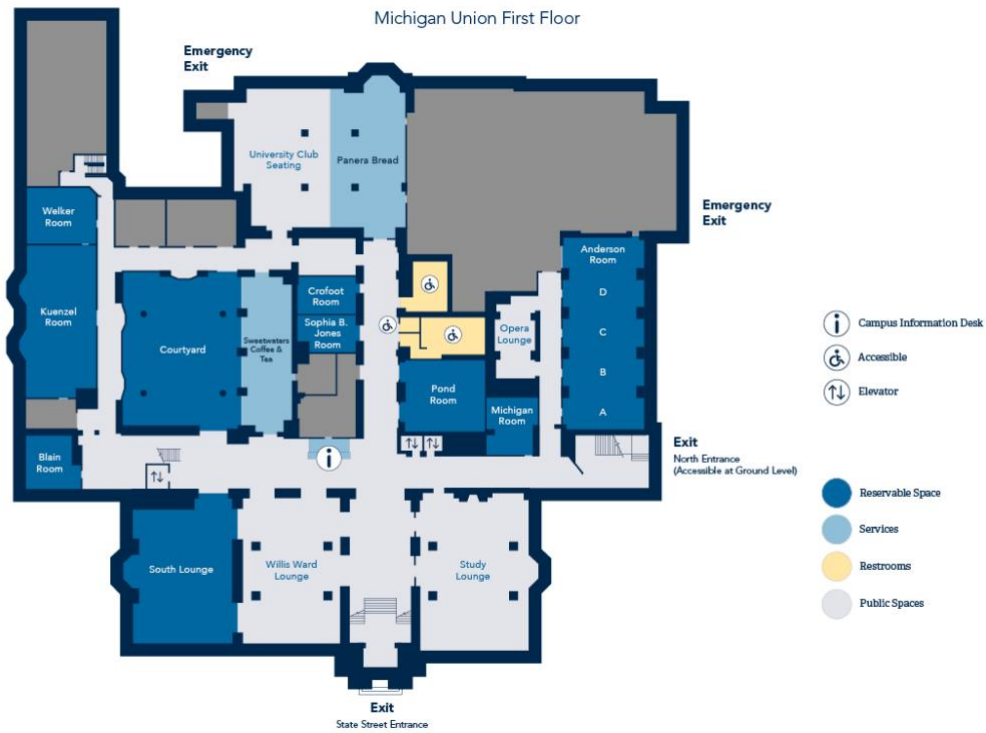 Michigan Union First Floor
Emergency
Exit
University Club
Seating
Panera Bread
Emergency
Exit
Welker
Room
Anderson
Room
D
C
B
A
Kuenzel
Room
Courtyard
Sweetwaters
Coffee &
Tea
Crofoot
Room
Sophia B.
Jones
Room
Opera
Lounge
Pond
Room
Michigan
Room
Blain
Room
i
Exit
North Entrance
(Accessible at Ground Level)
South Lounge
Willis Ward
Lounge
Study
Lounge
Exit
State Street Entrance
i Campus Information Desk
Accessible
Elevator
Reservable Space
Services
Restrooms
Public Spaces